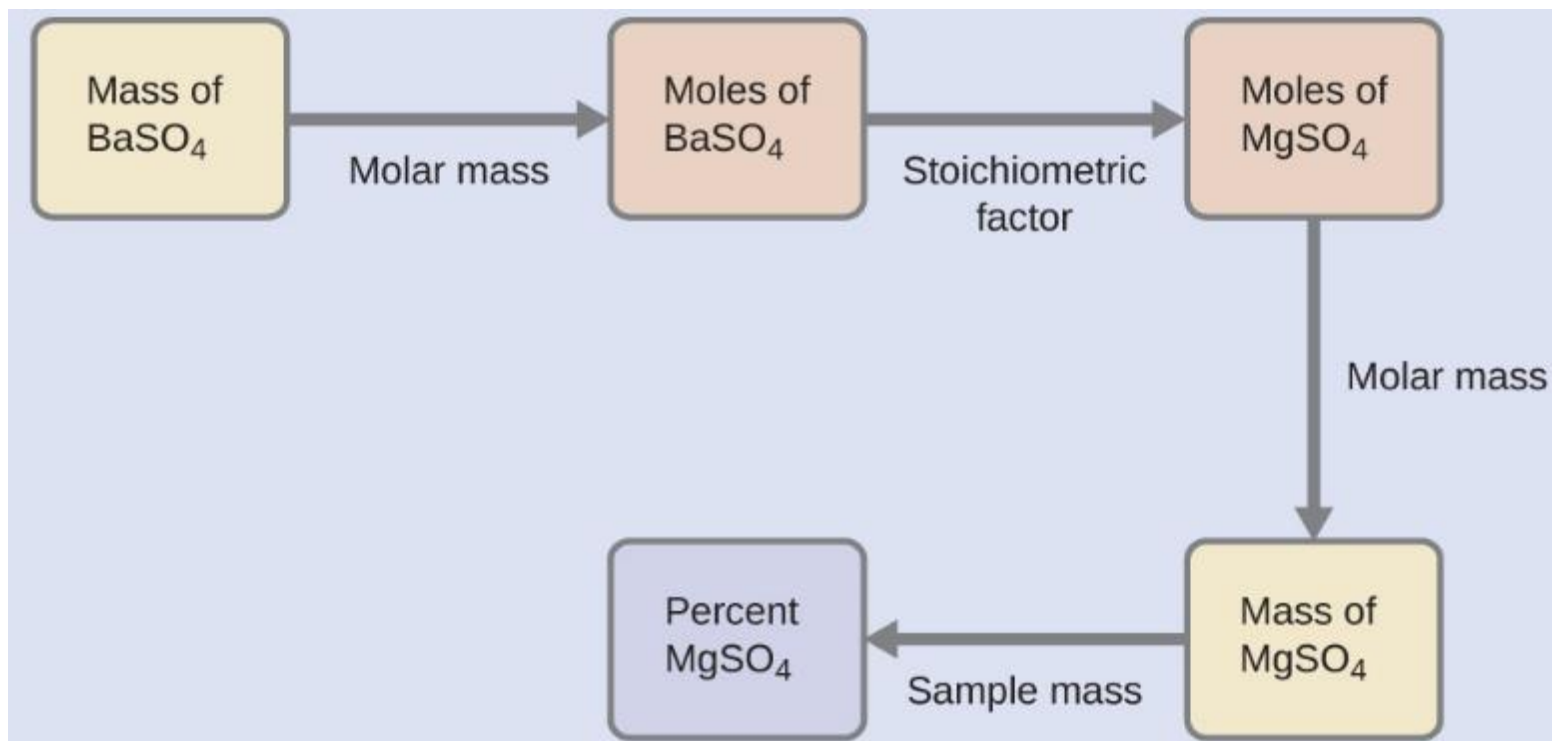 Mass of
BaSO₄
Molar mass
Moles of
BaSO₄
Stoichiometric
factor
Moles of
MgSO₄
Molar mass
Mass of
MgSO₄
Sample mass
Percent
MgSO₄